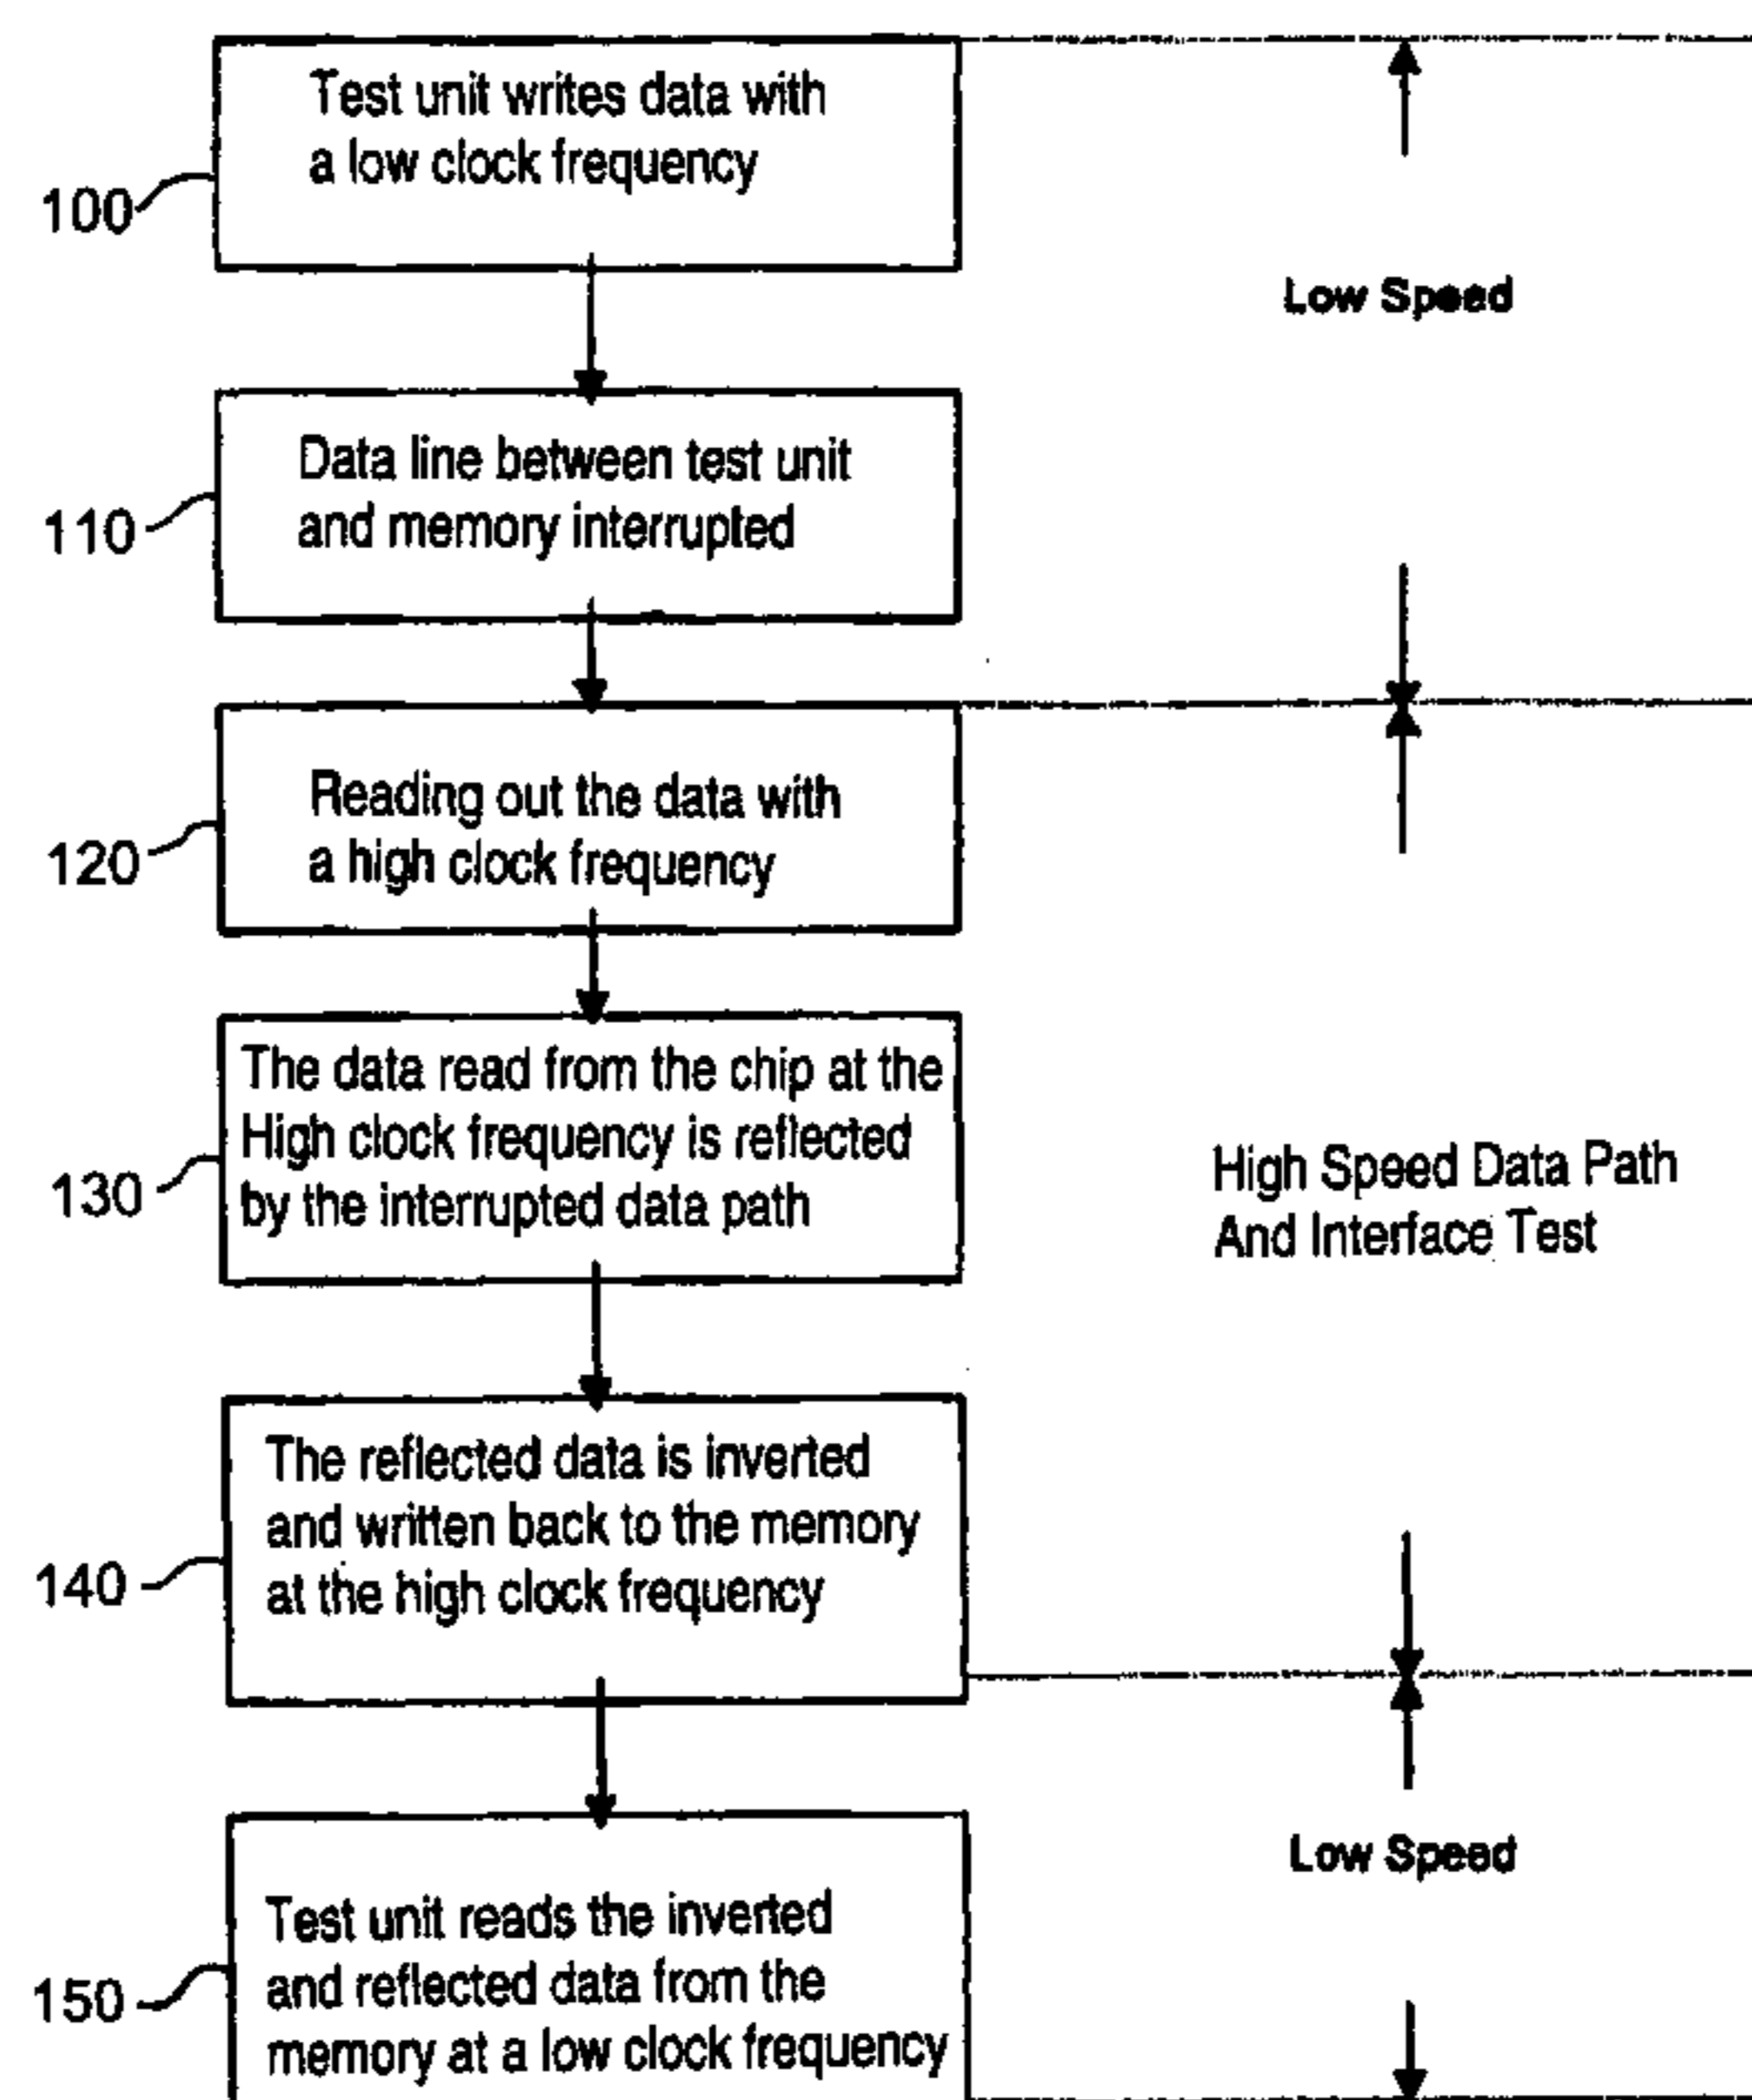 Test unit writes data with
a low clock frequency
100
Low Speed
Data line between test unit
and memory interrupted
110
Reading out the data with
a high clock frequency
120
The data read from the chip at the
High clock frequency is reflected
by the interrupted data path
130
High Speed Data Path
And Interface Test
The reflected data is inverted
and written back to the memory
at the high clock frequency
140
Low Speed
Test unit reads the inverted
and reflected data from the
memory at a low clock frequency
150